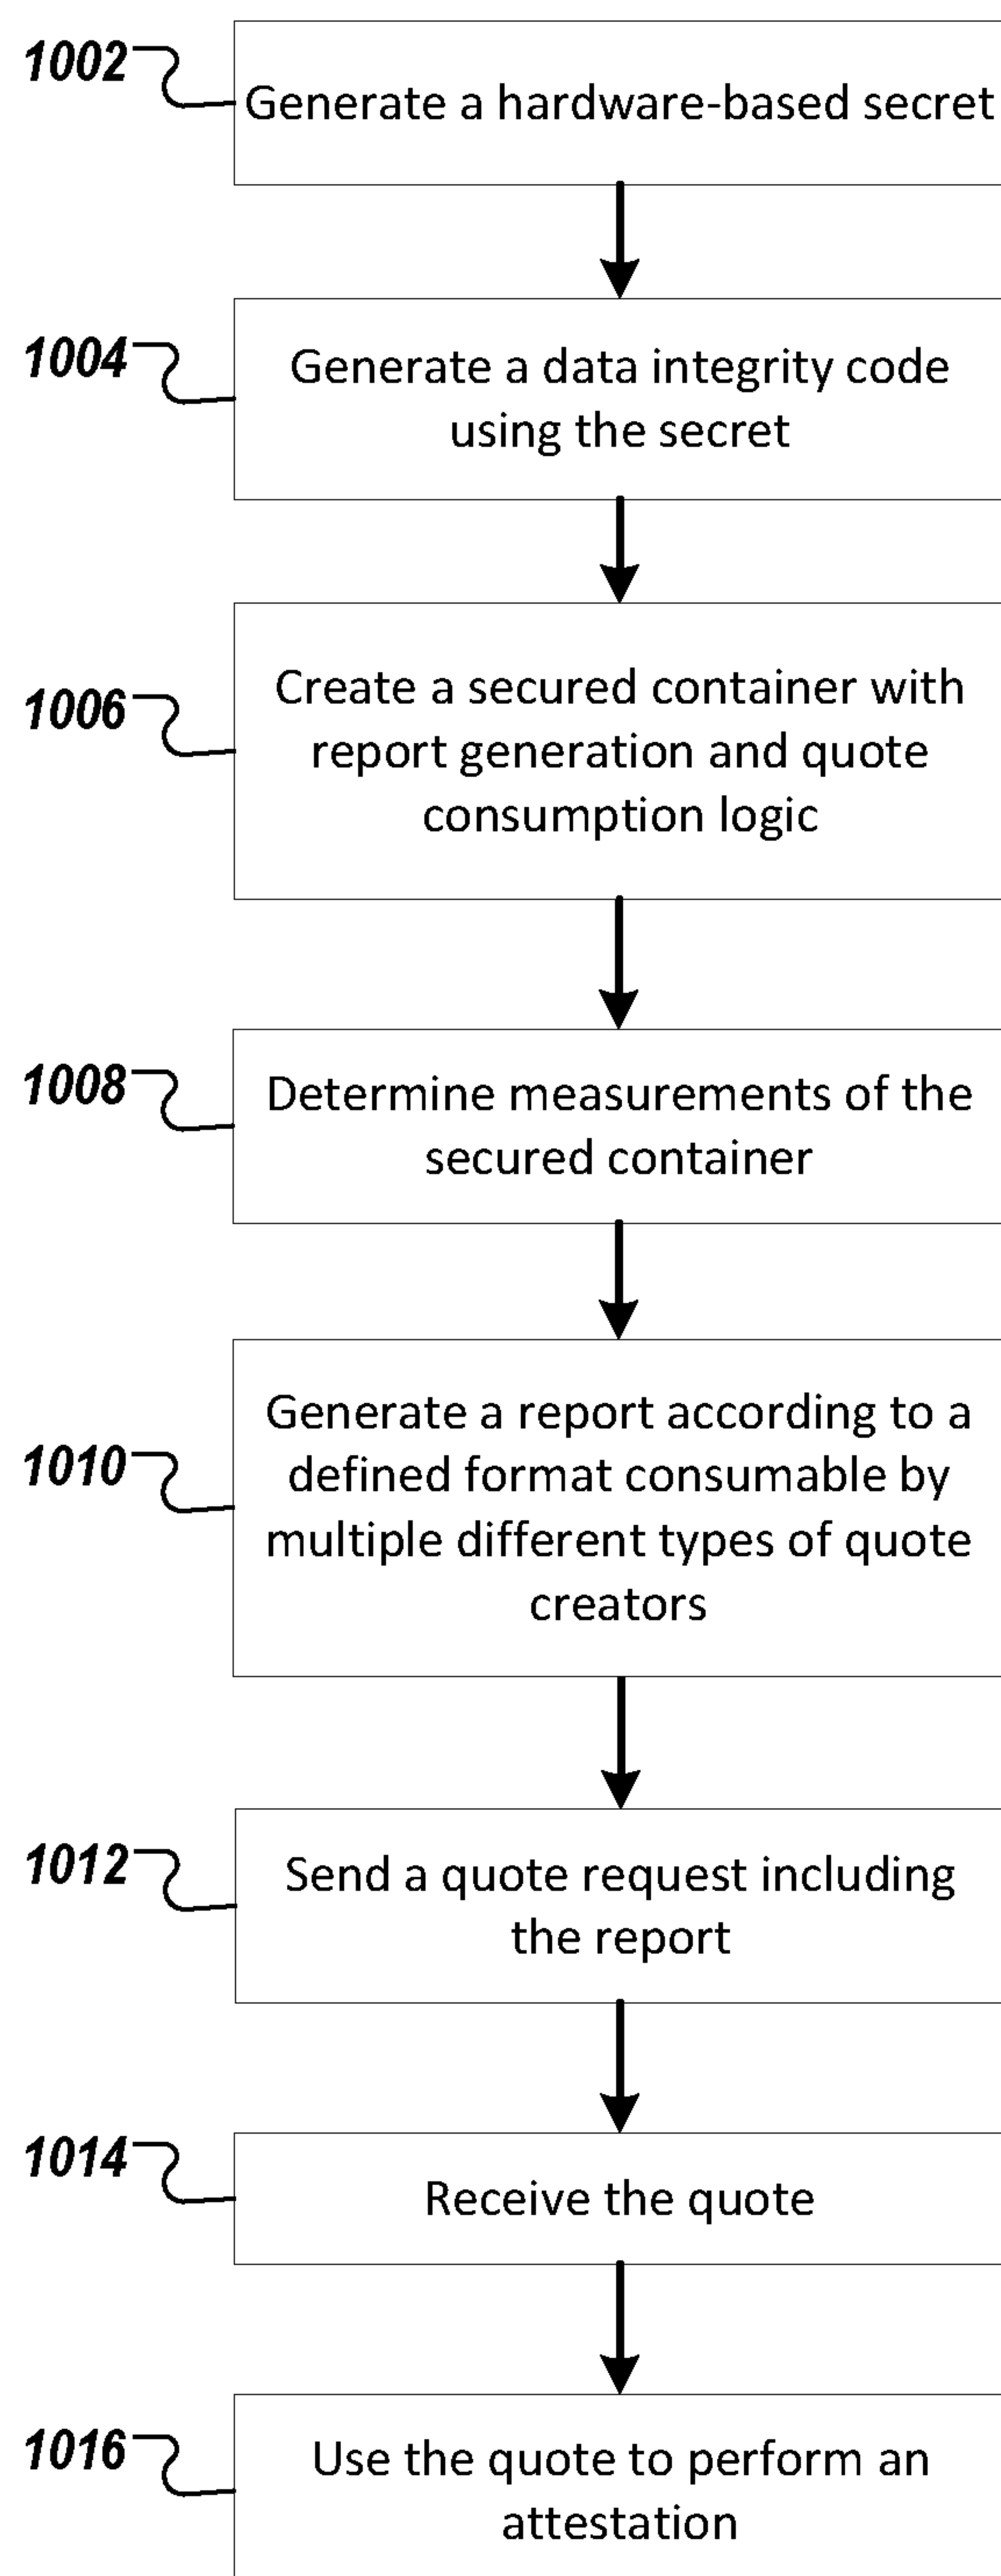 1002
Generate a hardware-based secret
1004
Generate a data integrity code
using the secret
1006
Create a secured container with
report generation and quote
consumption logic
1008
Determine measurements of the
secured container
1010
Generate a report according to a
defined format consumable by
multiple different types of quote
creators
1012
Send a quote request including
the report
1014
Receive the quote
1016
Use the quote to perform an
attestation